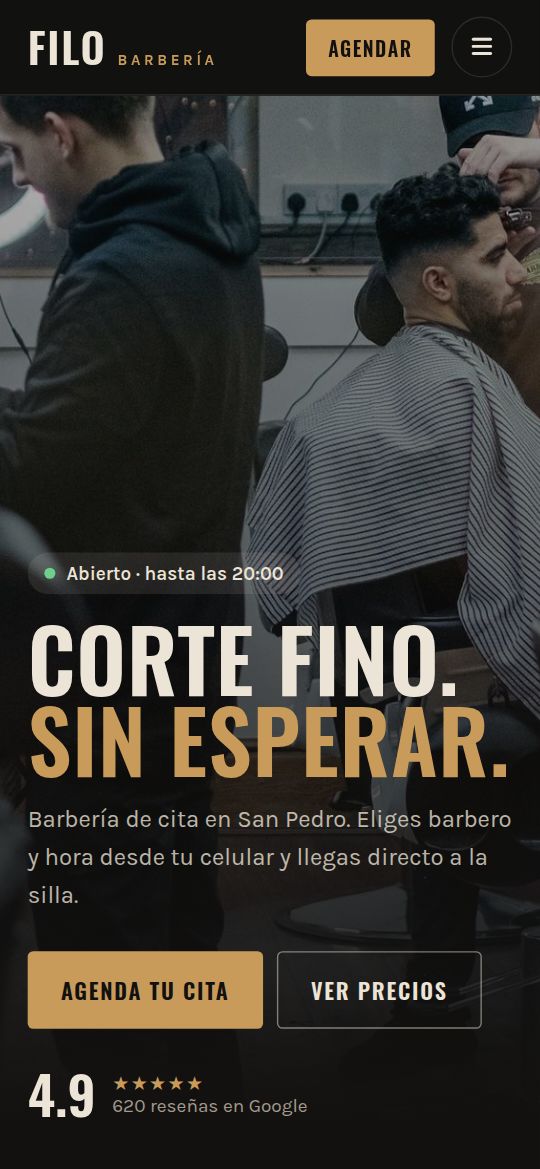 FILO BARBERÍA
AGENDAR
Abierto · hasta las 20:00
CORTE FINO.
SIN ESPERAR.
Barbería de cita en San Pedro. Eliges barbero
y hora desde tu celular y llegas directo a la
silla.
AGENDA TU CITA
VER PRECIOS
4.9
★★★★★
620 reseñas en Google